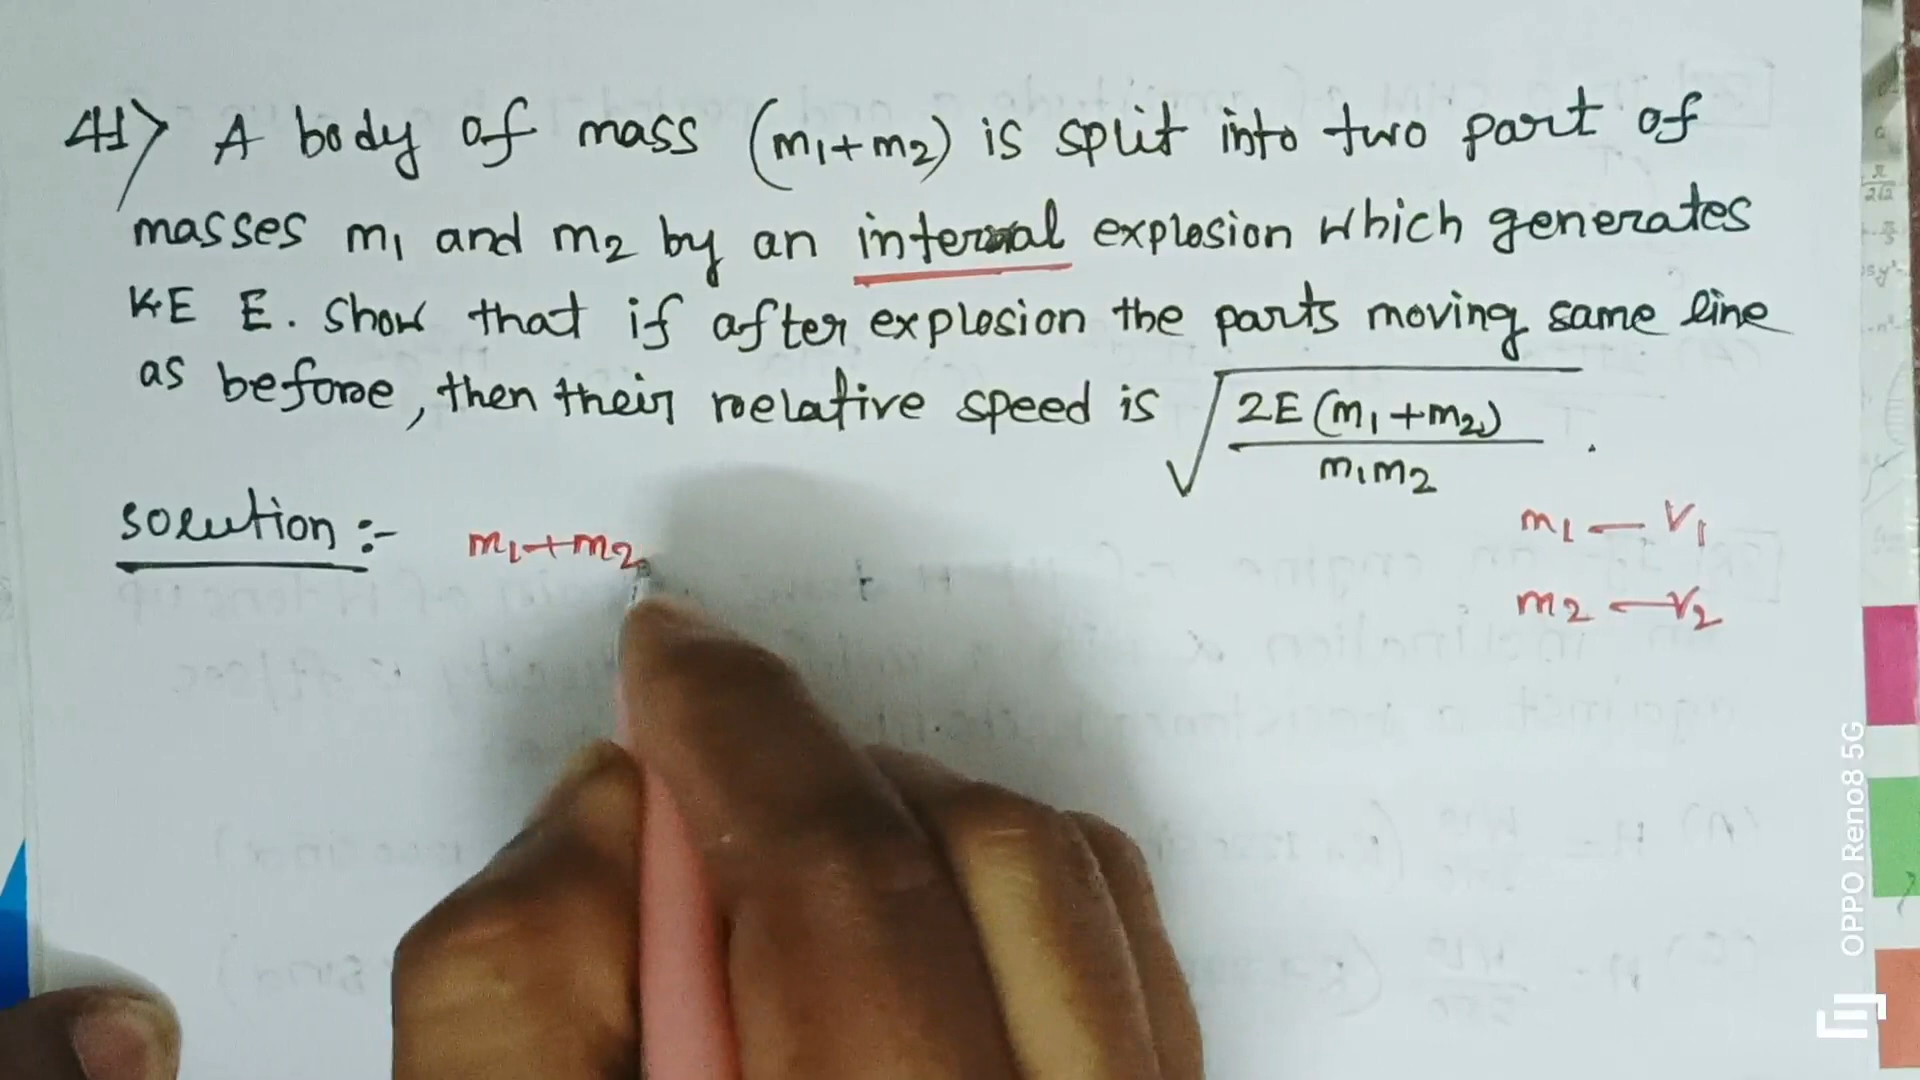 41) A body of mass (m₁+m₂) is split into two part of
masses m₁ and m₂ by an internal explosion which generates
KE E. Show that if after explosion the parts moving same line
as before, then their relative speed is √(2E(m₁+m₂)/m₁m₂).
Solution :- m₁+m₂
m₁ — V₁
m₂ — V₂
OPPO Reno8 5G